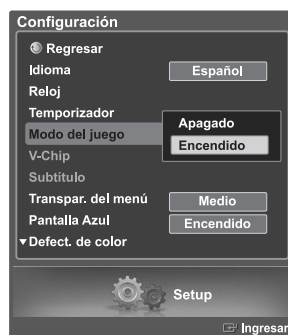 Configuración
Regresar
Idioma Español
Reloj
Temporizador
Apagado
Modo del juego
Encendido
V-Chip
Subtítulo
Transpar. del menú Medio
Pantalla Azul Encendido
▼Defect. de color
Setup
Ingresar